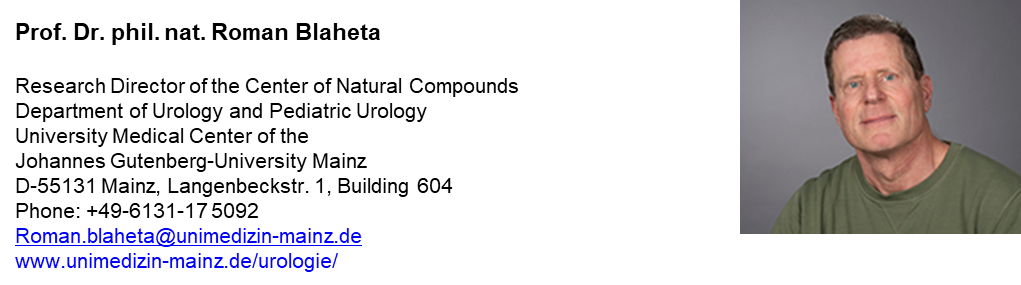 Prof. Dr. phil. nat. Roman Blaheta
Research Director of the Center of Natural Compounds
Department of Urology and Pediatric Urology
University Medical Center of the
Johannes Gutenberg-University Mainz
D-55131 Mainz, Langenbeckstr. 1, Building 604
Phone: +49-6131-17 5092
Roman.blaheta@unimedizin-mainz.de
www.unimedizin-mainz.de/urologie/